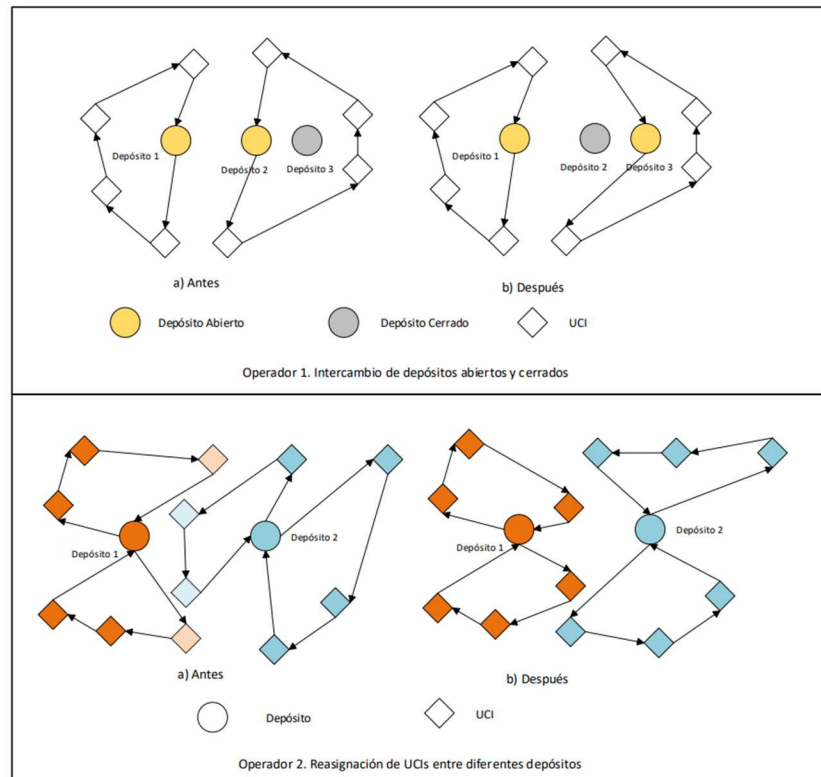 Depósito 1
Depósito 2
Depósito 3
Depósito 1
Depósito 2
Depósito 3
a) Antes
b) Después
Depósito Abierto
Depósito Cerrado
UCI
Operador 1. Intercambio de depósitos abiertos y cerrados
Depósito 1
Depósito 2
Depósito 1
Depósito 2
a) Antes
b) Después
Depósito
UCI
Operador 2. Reasignación de UCIs entre diferentes depósitos